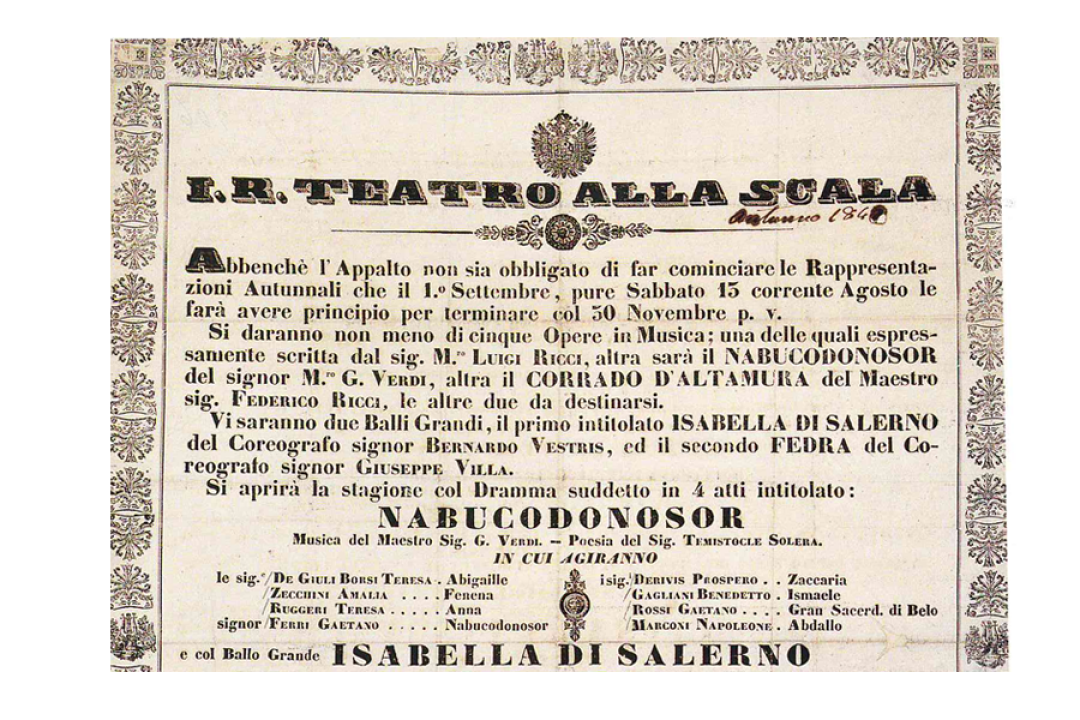 I. R. TEATRO ALLA SCALA
Autunno 184
Abbenchè l'Appalto non sia obbligato di far cominciare le Rappresenta-
zioni Autunnali che il 1.º Settembre, pure Sabbato 13 corrente Agosto le
farà avere principio per terminare col 30 Novembre p. v.
Si daranno non meno di cinque Opere in Musica; una delle quali espres-
samente scritta dal sig. M.ro LUIGI RICCI, altra sarà il NABUCODONOSOR
del signor M.ro G. VERDI, altra il CORRADO D'ALTAMURA del Maestro
sig. FEDERICO RICCI, le altre due da destinarsi.
Vi saranno due Balli Grandi, il primo intitolato ISABELLA DI SALERNO
del Coreografo signor BERNARDO VESTRIS, ed il secondo FEDRA del Co-
reografo signor GIUSEPPE VILLA.
Si aprirà la stagione col Dramma suddetto in 4 atti intitolato:
NABUCODONOSOR
Musica del Maestro Sig. G. VERDI. — Poesia del Sig. TEMISTOCLE SOLERA.
IN CUI AGIRANNO
le sig.e DE GIULI BORSI TERESA . Abigaille
ZECCHINI AMALIA . . . . Fenena
RUGGERI TERESA . . . . . Anna
signor FERRI GAETANO . . . . . Nabucodonosor
i sig.i DERIVIS PROSPERO . . Zaccaria
GAGLIANI BENEDETTO . Ismaele
ROSSI GAETANO . . . . Gran Sacerd. di Belo
MARCONI NAPOLEONE . Abdallo
e col Ballo Grande ISABELLA DI SALERNO